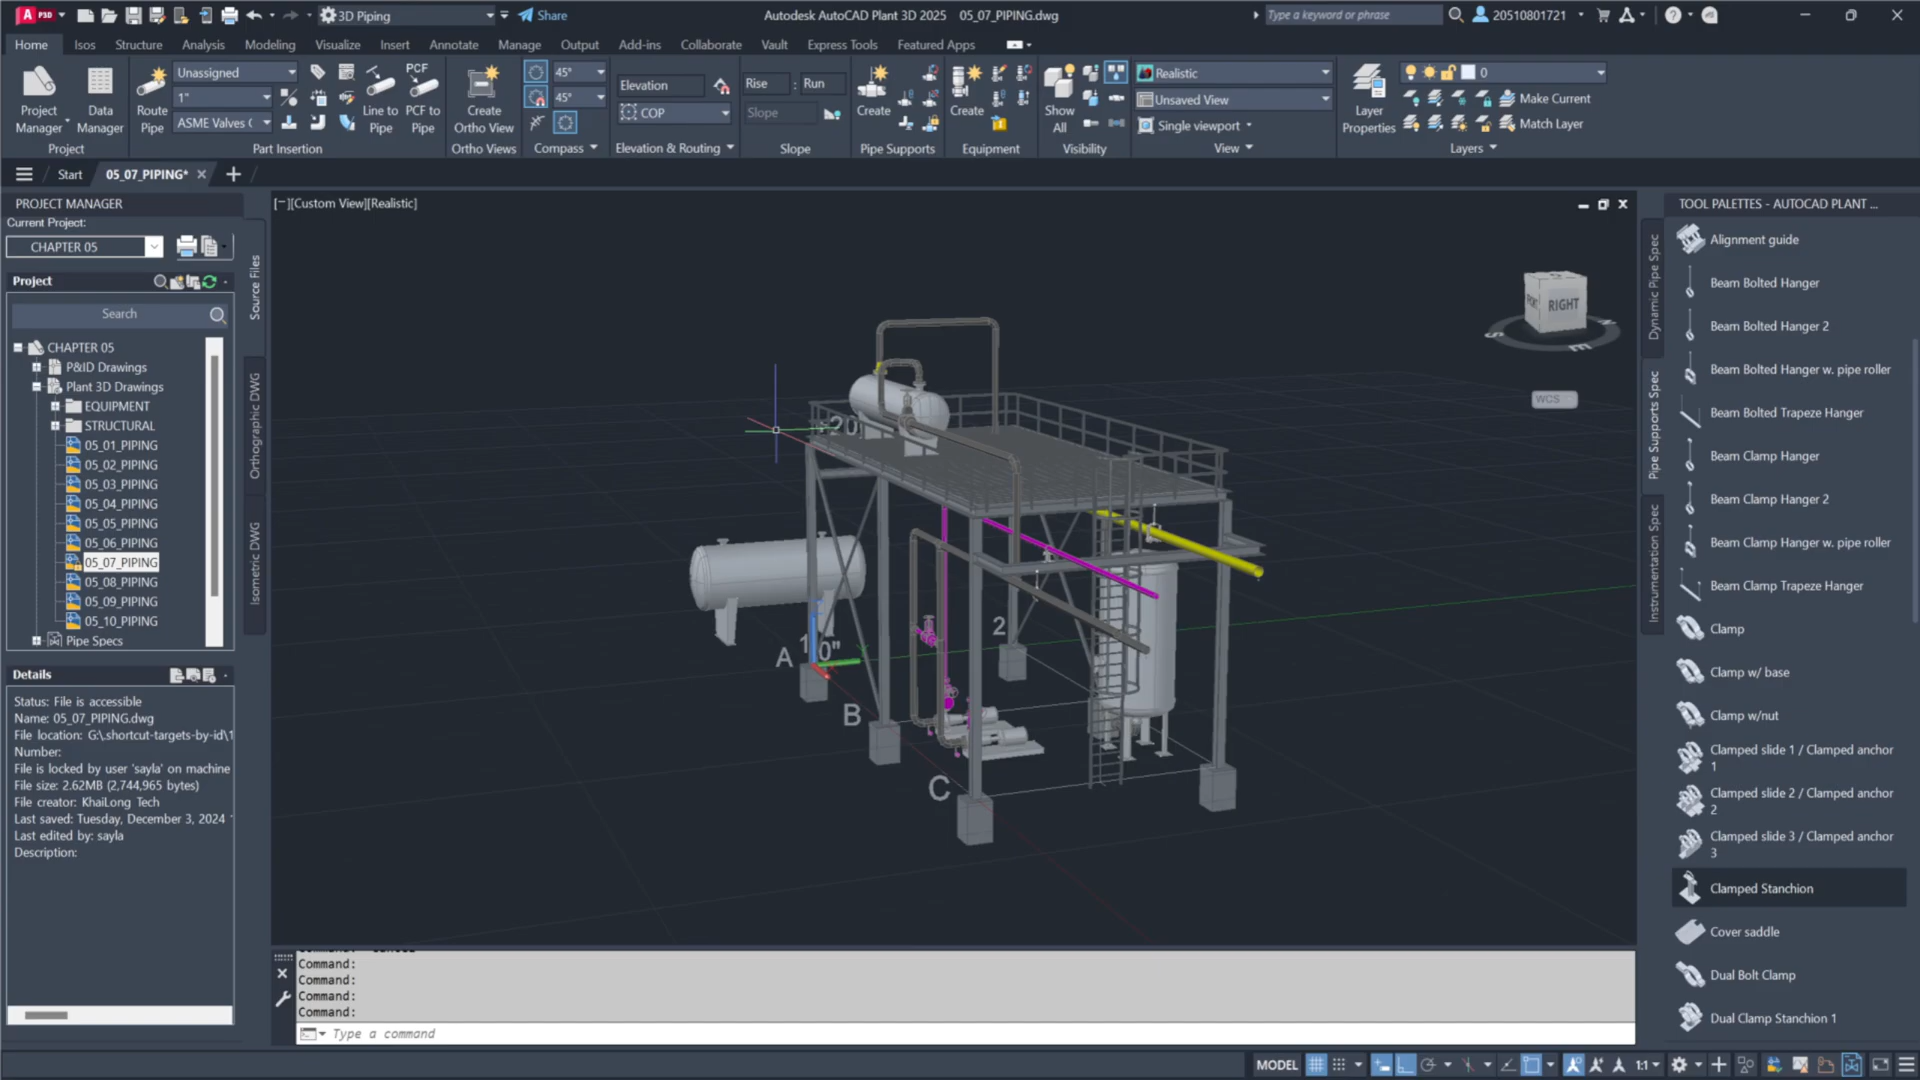 A P3D
3D Piping
Share
Autodesk AutoCAD Plant 3D 2025 05_07_PIPING.dwg
Type a keyword or phrase
20510801721
Home Isos Structure Analysis Modeling Visualize Insert Annotate Manage Output Add-ins Collaborate Vault Express Tools Featured Apps
Project Manager
Data Manager
Project
Route Pipe
Unassigned
1"
ASME Valves (
Line to Pipe
PCF
PCF to Pipe
Part Insertion
Create Ortho View
Ortho Views
45°
45°
Compass
Elevation
COP
Elevation & Routing
Rise : Run
Slope
Slope
Create
Pipe Supports
Create
Equipment
Show All
Visibility
Realistic
Unsaved View
Single viewport
View
Layer Properties
0
Make Current
Match Layer
Layers
Start
05_07_PIPING*
PROJECT MANAGER
Current Project:
CHAPTER 05
Project
Search
CHAPTER 05
P&ID Drawings
Plant 3D Drawings
EQUIPMENT
STRUCTURAL
05_01_PIPING
05_02_PIPING
05_03_PIPING
05_04_PIPING
05_05_PIPING
05_06_PIPING
05_07_PIPING
05_08_PIPING
05_09_PIPING
05_10_PIPING
Pipe Specs
Source Files
Orthographic DWG
Isometric DWG
Details
Status: File is accessible
Name: 05_07_PIPING.dwg
File location: G:\.shortcut-targets-by-id\1
Number:
File is locked by user 'sayla' on machine
File size: 2.62MB (2,744,965 bytes)
File creator: KhaiLong Tech
Last saved: Tuesday, December 3, 2024
Last edited by: sayla
Description:
[−][Custom View][Realistic]
RIGHT
S
E
N
WCS
20
1
0"
2
A
B
C
Command:
Command:
Command:
Command:
Type a command
TOOL PALETTES - AUTOCAD PLANT ...
Dynamic Pipe Spec
Pipe Supports Spec
Instrumentation Spec
Alignment guide
Beam Bolted Hanger
Beam Bolted Hanger 2
Beam Bolted Hanger w. pipe roller
Beam Bolted Trapeze Hanger
Beam Clamp Hanger
Beam Clamp Hanger 2
Beam Clamp Hanger w. pipe roller
Beam Clamp Trapeze Hanger
Clamp
Clamp w/ base
Clamp w/nut
Clamped slide 1 / Clamped anchor
1
Clamped slide 2 / Clamped anchor
2
Clamped slide 3 / Clamped anchor
3
Clamped Stanchion
Cover saddle
Dual Bolt Clamp
Dual Clamp Stanchion 1
MODEL
1:1